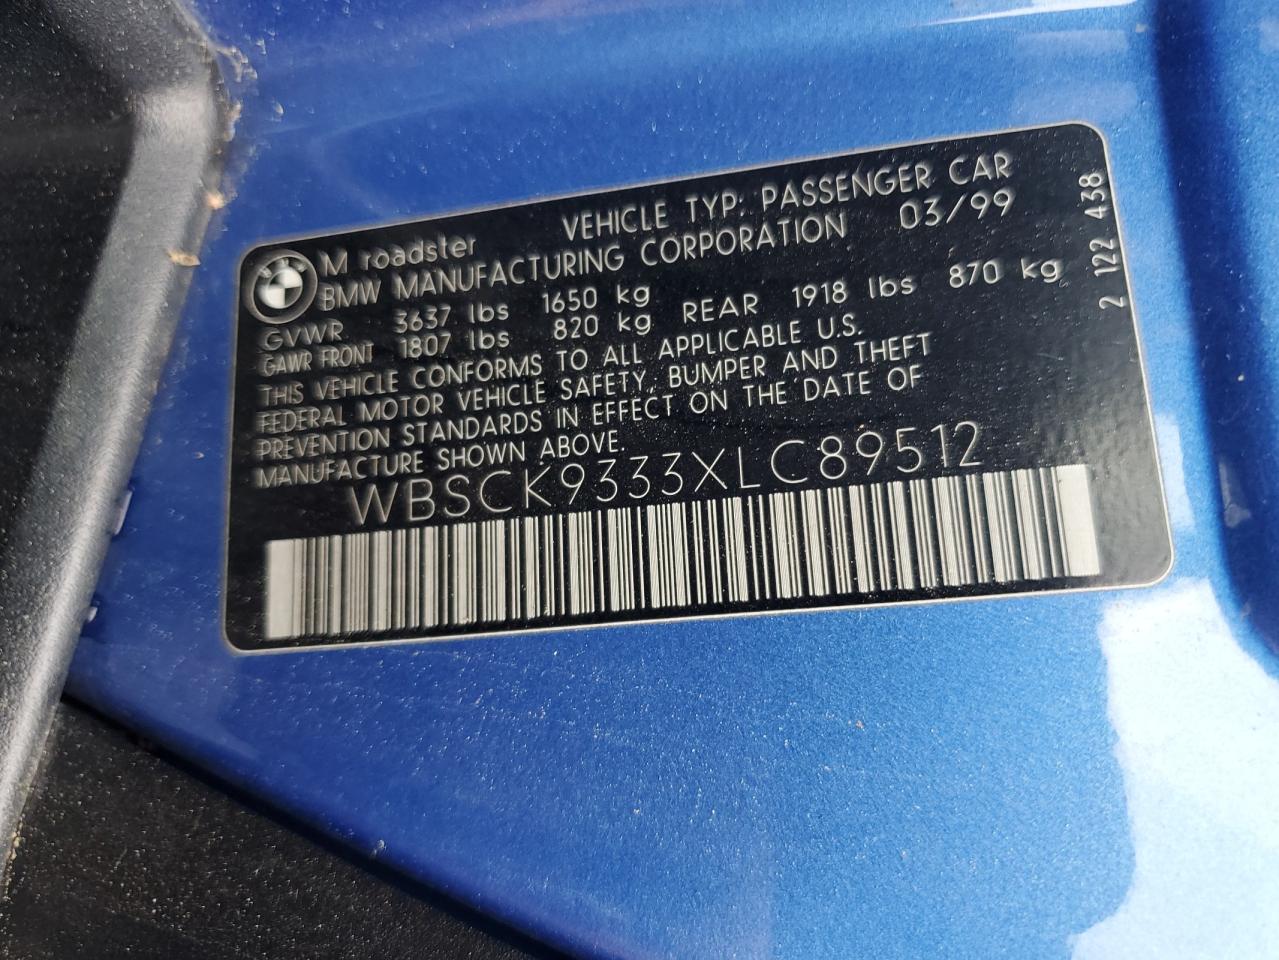 VEHICLE TYP: PASSENGER CAR
M roadster
BMW MANUFACTURING CORPORATION 03/99
GVWR 3637 lbs 1650 kg
GAWR FRONT 1807 lbs 820 kg REAR 1918 lbs 870 kg
THIS VEHICLE CONFORMS TO ALL APPLICABLE U.S.
FEDERAL MOTOR VEHICLE SAFETY, BUMPER AND THEFT
PREVENTION STANDARDS IN EFFECT ON THE DATE OF
MANUFACTURE SHOWN ABOVE.
WBSCK9333XLC89512
2 122 438